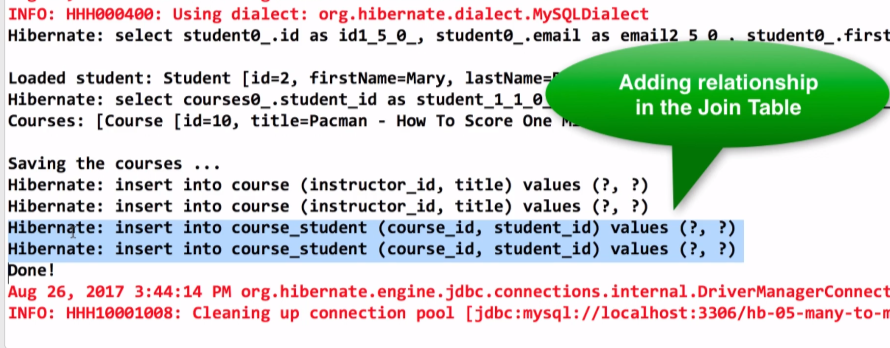 INFO: HHH000400: Using dialect: org.hibernate.dialect.MySQLDialect
Hibernate: select student0_.id as id1_5_0_, student0_.email as email2_5_0_, student0_.first
Loaded student: Student [id=2, firstName=Mary, lastName=
Hibernate: select courses0_.student_id as student_1_1_0_
Courses: [Course [id=10, title=Pacman - How To Score One
Adding relationship
in the Join Table
Saving the courses ...
Hibernate: insert into course (instructor_id, title) values (?, ?)
Hibernate: insert into course (instructor_id, title) values (?, ?)
Hibernate: insert into course_student (course_id, student_id) values (?, ?)
Hibernate: insert into course_student (course_id, student_id) values (?, ?)
Done!
Aug 26, 2017 3:44:14 PM org.hibernate.engine.jdbc.connections.internal.DriverManagerConnect
INFO: HHH10001008: Cleaning up connection pool [jdbc:mysql://localhost:3306/hb-05-many-to-m